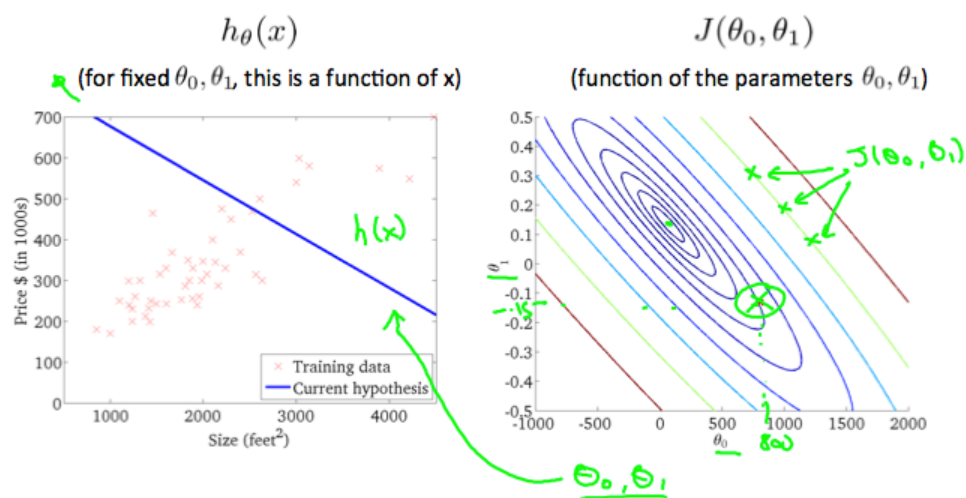 hθ(x)
(for fixed θ₀, θ₁, this is a function of x)
700
600
500
400
300
200
100
0
Price $ (in 1000s)
1000 2000 3000 4000
Size (feet²)
h(x)
Training data
Current hypothesis
θ₀, θ₁
J(θ₀, θ₁)
(function of the parameters θ₀, θ₁)
0.5
0.4
0.3
0.2
0.1
0
-0.1
-0.2
-0.3
-0.4
-0.5
θ₁
-.15
-1000 -500 0 500 1000 1500 2000
θ₀
800
J(θ₀, θ₁)